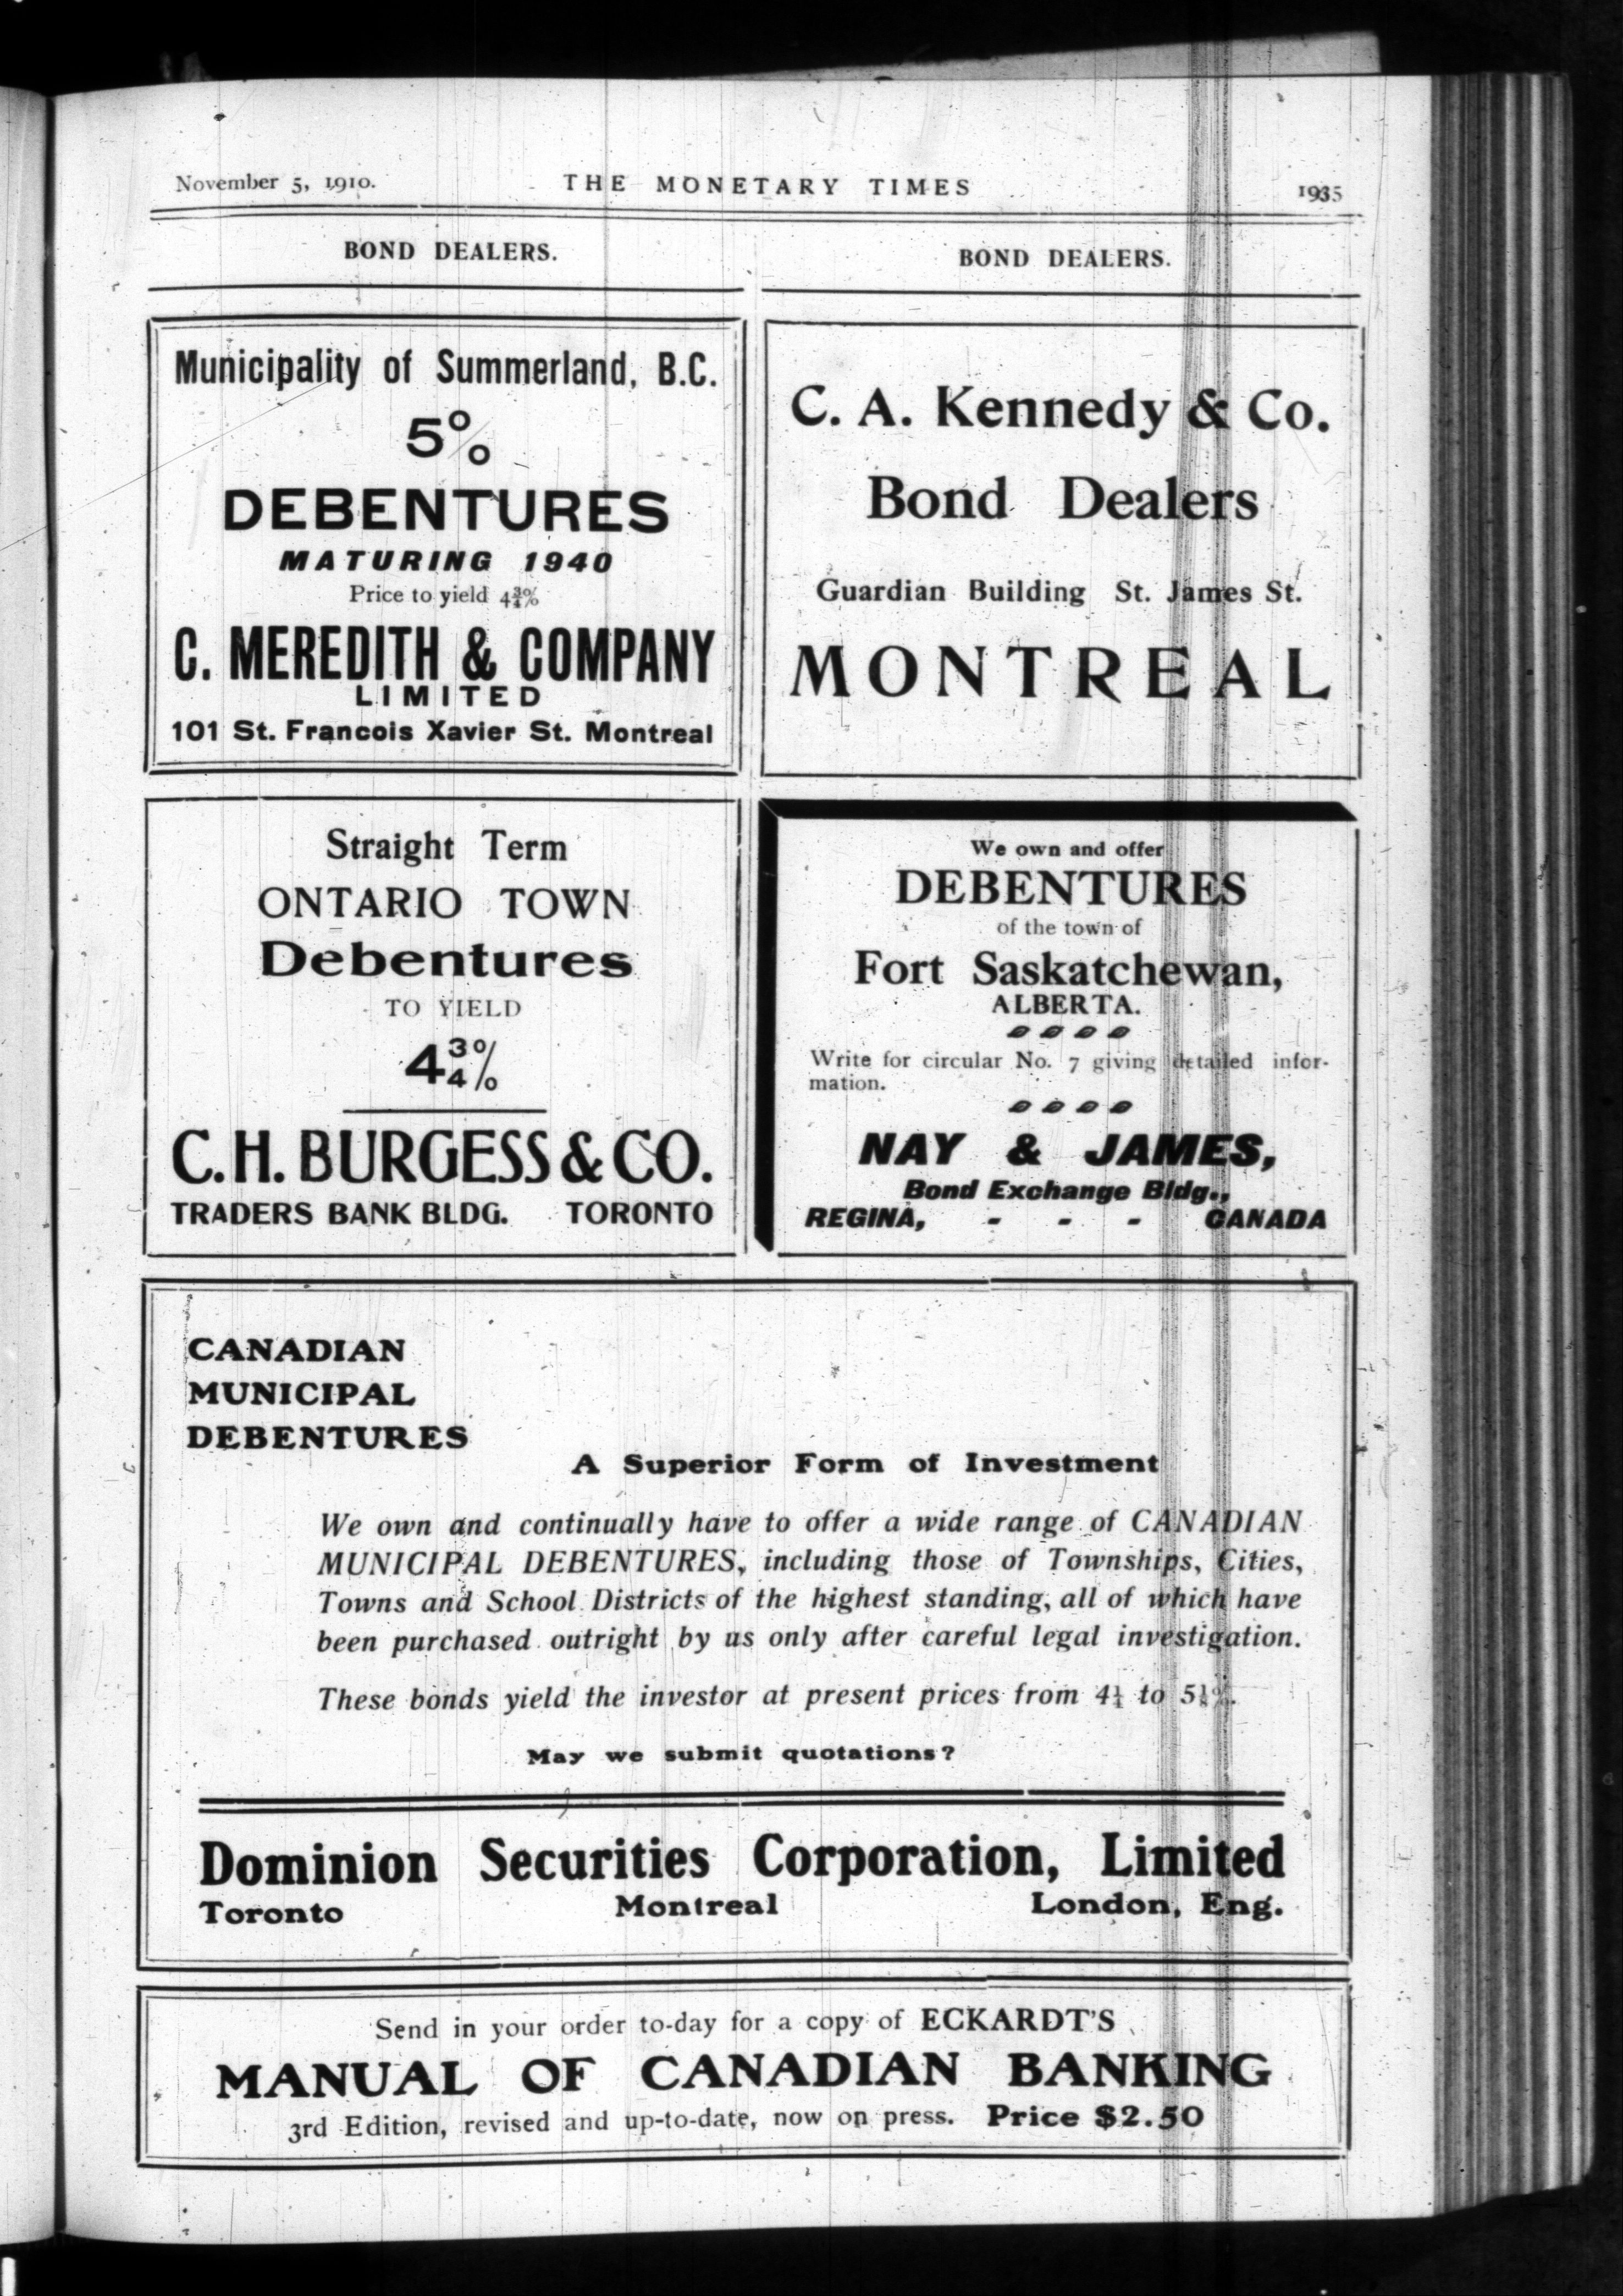 November 5, 1910.
THE MONETARY TIMES
1935
BOND DEALERS.
Municipality of Summerland, B.C.
5%
DEBENTURES
MATURING 1940
Price to yield 4¾%
C. MEREDITH & COMPANY
LIMITED
101 St. Francois Xavier St. Montreal
Straight Term
ONTARIO TOWN
Debentures
TO YIELD
4¾%
C. H. BURGESS & CO.
TRADERS BANK BLDG. TORONTO
BOND DEALERS.
C. A. Kennedy & Co.
Bond Dealers
Guardian Building St. James St.
MONTREAL
We own and offer
DEBENTURES
of the town of
Fort Saskatchewan,
ALBERTA.
Write for circular No. 7 giving detailed infor-
mation.
NAY & JAMES,
Bond Exchange Bldg.,
REGINA, - - - CANADA
CANADIAN
MUNICIPAL
DEBENTURES
A Superior Form of Investment
We own and continually have to offer a wide range of CANADIAN
MUNICIPAL DEBENTURES, including those of Townships, Cities,
Towns and School Districts of the highest standing, all of which have
been purchased outright by us only after careful legal investigation.
These bonds yield the investor at present prices from to
May we submit quotations?
Dominion Securities Corporation, Limited
Toronto Montreal London, Eng.
Send in your order to-day for a copy of ECKARDT'S
MANUAL OF CANADIAN BANKING
3rd Edition, revised and up-to-date, now on press. Price $2.50